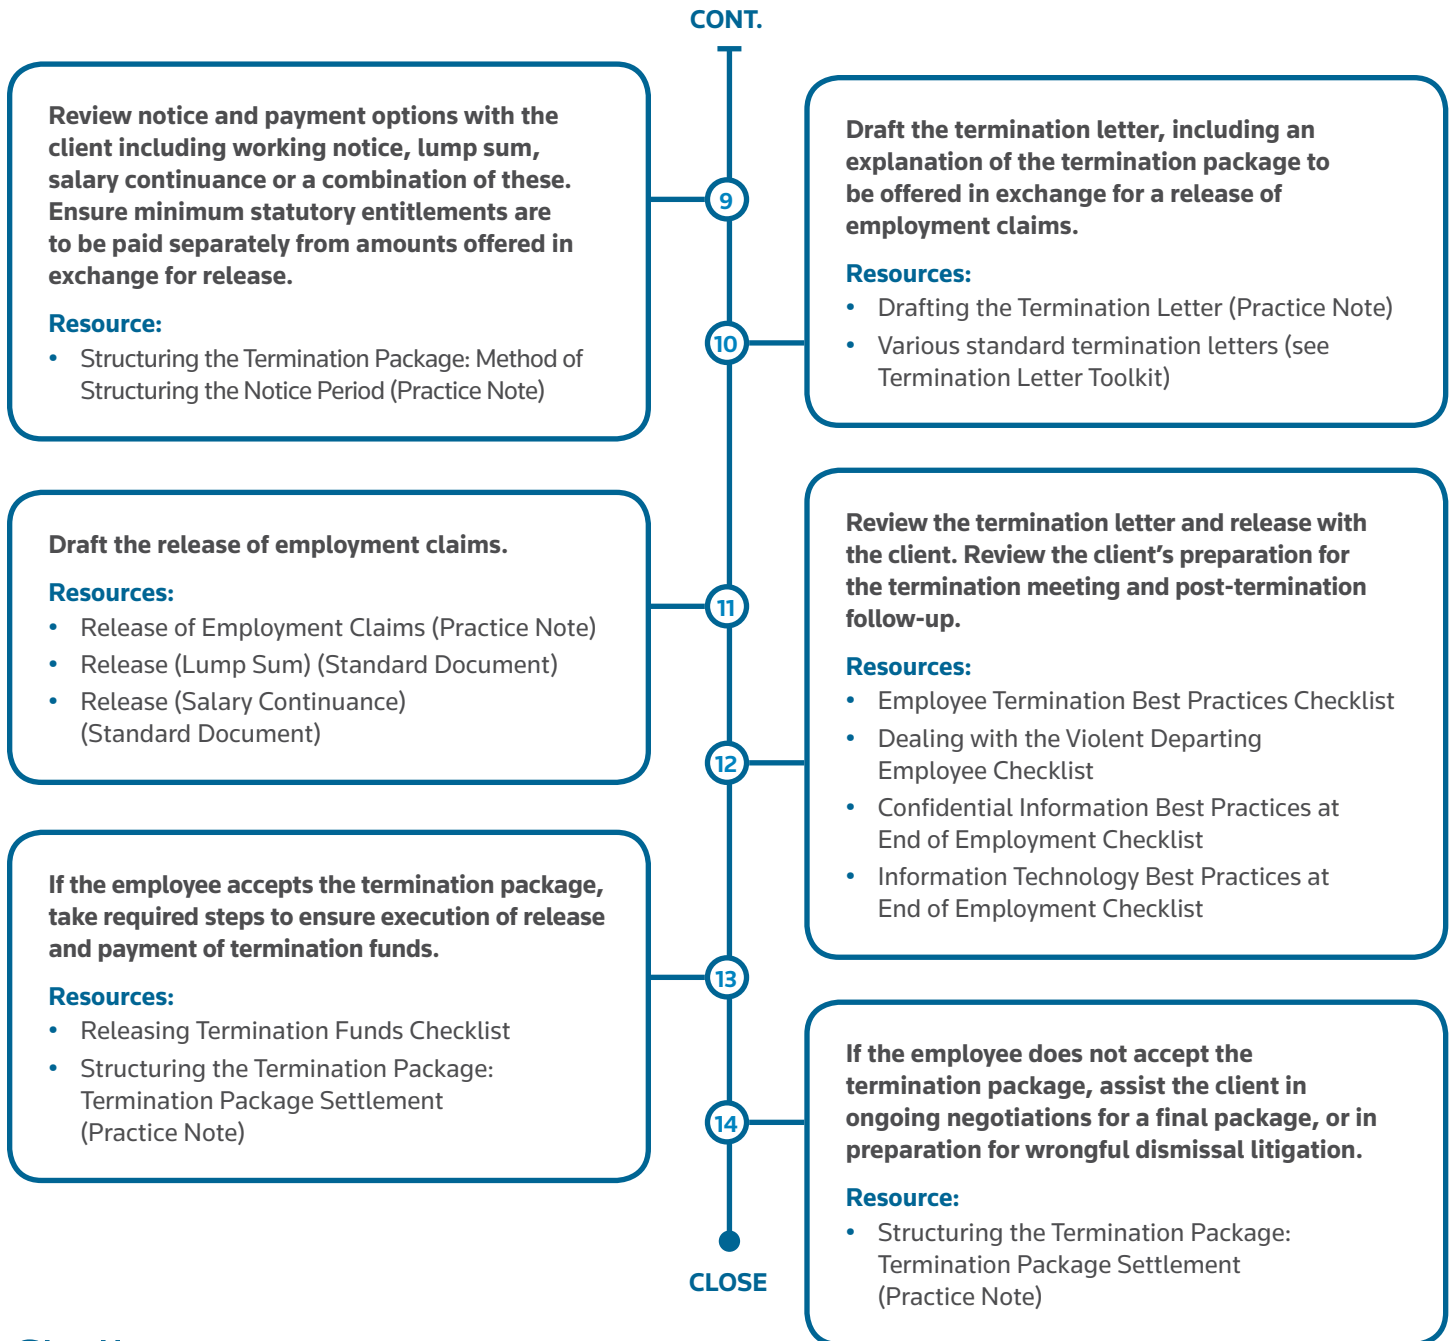 CONT.
Review notice and payment options with the
client including working notice, lump sum,
salary continuance or a combination of these.
Ensure minimum statutory entitlements are
to be paid separately from amounts offered in
exchange for release.
Resource:
• Structuring the Termination Package: Method of
Structuring the Notice Period (Practice Note)
9
Draft the termination letter, including an
explanation of the termination package to
be offered in exchange for a release of
employment claims.
Resources:
• Drafting the Termination Letter (Practice Note)
• Various standard termination letters (see
Termination Letter Toolkit)
10
Draft the release of employment claims.
Resources:
• Release of Employment Claims (Practice Note)
• Release (Lump Sum) (Standard Document)
• Release (Salary Continuance)
(Standard Document)
11
Review the termination letter and release with
the client. Review the client’s preparation for
the termination meeting and post-termination
follow-up.
Resources:
• Employee Termination Best Practices Checklist
• Dealing with the Violent Departing
Employee Checklist
• Confidential Information Best Practices at
End of Employment Checklist
• Information Technology Best Practices at
End of Employment Checklist
12
If the employee accepts the termination package,
take required steps to ensure execution of release
and payment of termination funds.
Resources:
• Releasing Termination Funds Checklist
• Structuring the Termination Package:
Termination Package Settlement
(Practice Note)
13
If the employee does not accept the
termination package, assist the client in
ongoing negotiations for a final package, or in
preparation for wrongful dismissal litigation.
Resource:
• Structuring the Termination Package:
Termination Package Settlement
(Practice Note)
14
CLOSE